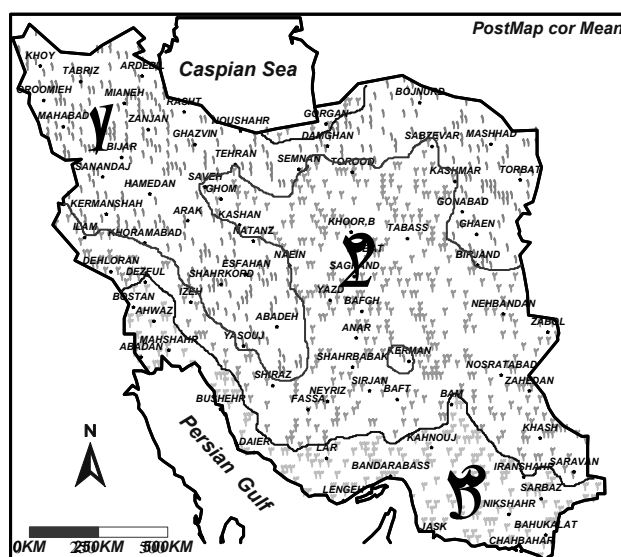 PostMap cor Mean
Caspian Sea
KHOY
TABRIZ
ARDEBIL
OROOMIEH
MIANEH
MAHABAD
ZANJAN
RASHT
BOJNURD
1
GHAZVIN
NOUSHAHR
GORGAN
DAMGHAN
SABZEVAR
MASHHAD
BIJAR
SANANDAJ
TEHRAN
SEMNAN
TOROOD
KASHMAR
TORBAT
HAMEDAN
SAVEH
GHOM
KERMANSHAH
ARAK
KASHAN
GONABAD
ILAM
KHORAMABAD
NATANZ
KHOOR,B
TABASS
GHAEN
2
DEHLORAN
DEZFUL
ESFAHAN
NAEIN
SAGHAND
BIRJAND
SHAHRKORD
BOSTAN
IZEH
YAZD
AHWAZ
BAFGH
NEHBANDAN
ABADEH
ZABOL
ABADAN
MAHSHAHR
YASOUJ
ANAR
KERMAN
SHAHRBABAK
SHIRAZ
NOSRATABAD
BUSHEHR
FASSA
NEYRIZ
SIRJAN
BAFT
BAM
ZAHEDAN
Persian Gulf
DAIER
LAR
KAHNOUJ
KHASH
N
BANDARABASS
IRANSHAHR
SARAVAN
LENGEH
3
SARBAZ
NIKSHAHR
JASK
BAHUKALAT
CHAHBAHAR
0KM 250KM 500KM